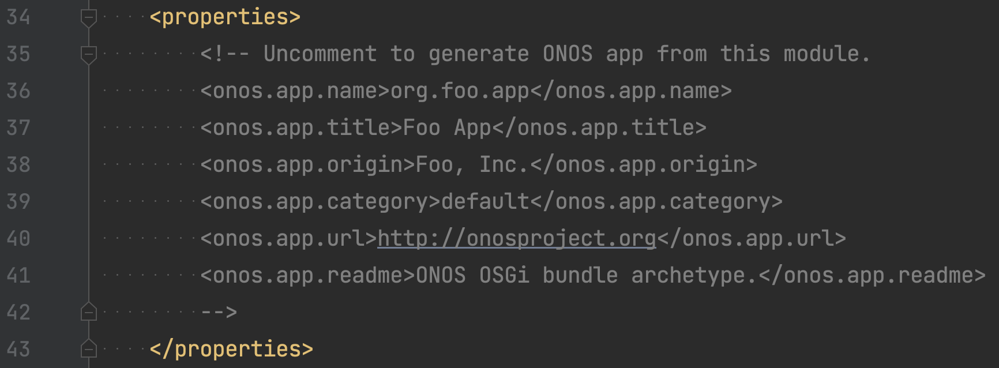 34 <properties>
35 <!-- Uncomment to generate ONOS app from this module.
36 <onos.app.name>org.foo.app</onos.app.name>
37 <onos.app.title>Foo App</onos.app.title>
38 <onos.app.origin>Foo, Inc.</onos.app.origin>
39 <onos.app.category>default</onos.app.category>
40 <onos.app.url>http://onosproject.org</onos.app.url>
41 <onos.app.readme>ONOS OSGi bundle archetype.</onos.app.readme>
42 -->
43 </properties>